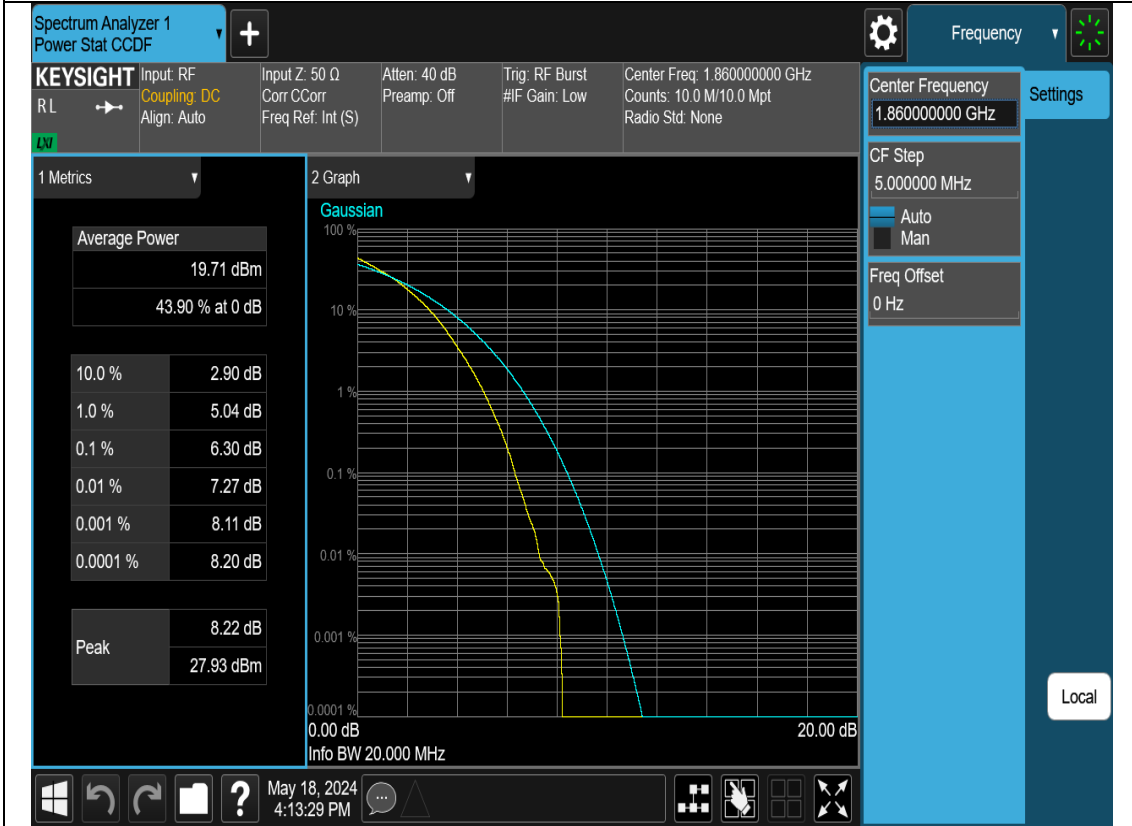 Spectrum Analyzer 1
Power Stat CCDF
+
Frequency
KEYSIGHT
RL
LXI
Input: RF
Coupling: DC
Align: Auto
Input Z: 50 Ω
Corr CCorr
Freq Ref: Int (S)
Atten: 40 dB
Preamp: Off
Trig: RF Burst
#IF Gain: Low
Center Freq: 1.860000000 GHz
Counts: 10.0 M/10.0 Mpt
Radio Std: None
Center Frequency
1.860000000 GHz
Settings
CF Step
5.000000 MHz
Auto
Man
Freq Offset
0 Hz
1 Metrics
Average Power
19.71 dBm
43.90 % at 0 dB
10.0 % 2.90 dB
1.0 % 5.04 dB
0.1 % 6.30 dB
0.01 % 7.27 dB
0.001 % 8.11 dB
0.0001 % 8.20 dB
Peak
8.22 dB
27.93 dBm
2 Graph
Gaussian
100 %
10 %
1 %
0.1 %
0.01 %
0.001 %
0.0001 %
0.00 dB 20.00 dB
Info BW 20.000 MHz
Local
?
May 18, 2024
4:13:29 PM